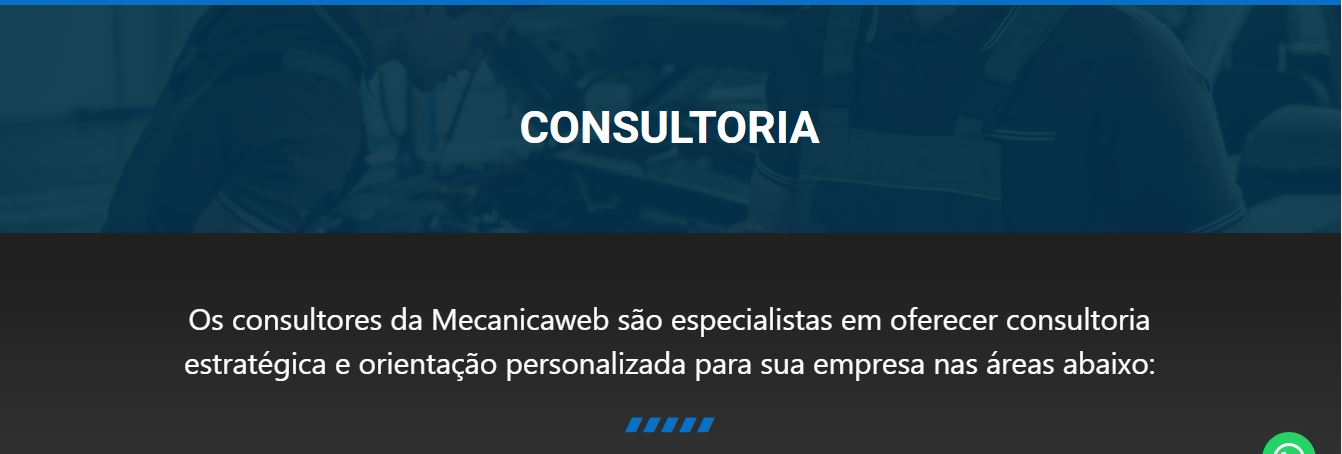 CONSULTORIA
Os consultores da Mecanicaweb são especialistas em oferecer consultoria
estratégica e orientação personalizada para sua empresa nas áreas abaixo: